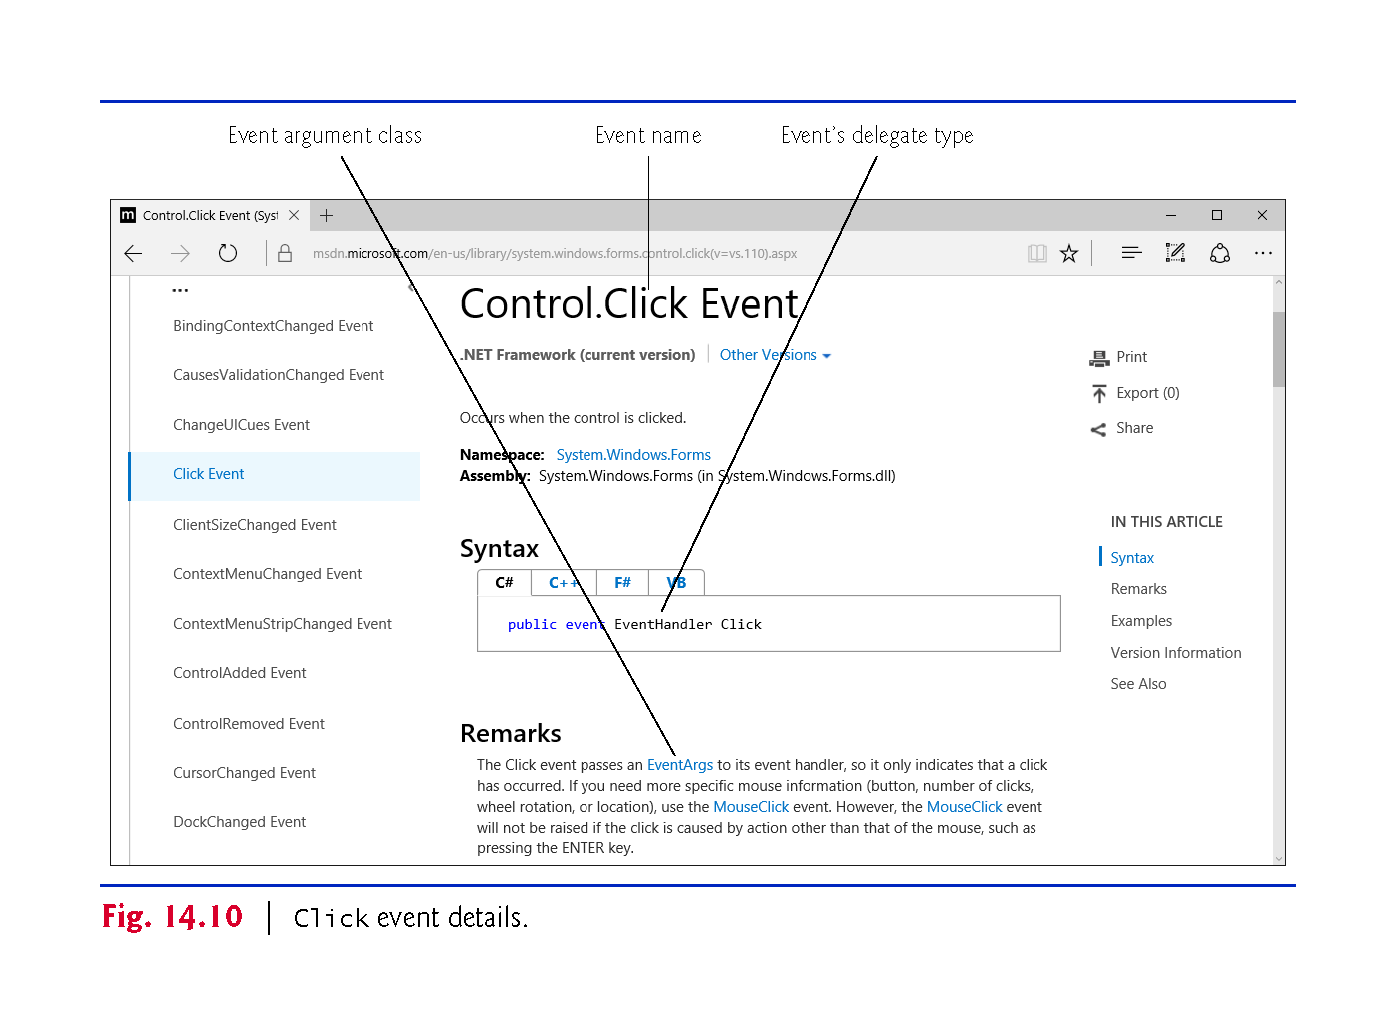 Event argument class
Event name
Event's delegate type
m Control.Click Event (Syst
msdn.microsoft.com/en-us/library/system.windows.forms.control.click(v=vs.110).aspx
...
BindingContextChanged Event
CausesValidationChanged Event
ChangeUICues Event
Click Event
ClientSizeChanged Event
ContextMenuChanged Event
ContextMenuStripChanged Event
ControlAdded Event
ControlRemoved Event
CursorChanged Event
DockChanged Event
Control.Click Event
.NET Framework (current version) Other Versions
Occurs when the control is clicked.
Namespace: System.Windows.Forms
Assembly: System.Windows.Forms (in System.Windows.Forms.dll)
Syntax
C# C++ F# VB
public event EventHandler Click
Remarks
The Click event passes an EventArgs to its event handler, so it only indicates that a click
has occurred. If you need more specific mouse information (button, number of clicks,
wheel rotation, or location), use the MouseClick event. However, the MouseClick event
will not be raised if the click is caused by action other than that of the mouse, such as
pressing the ENTER key.
Print
Export (0)
Share
IN THIS ARTICLE
Syntax
Remarks
Examples
Version Information
See Also
Fig. 14.10 | Click event details.